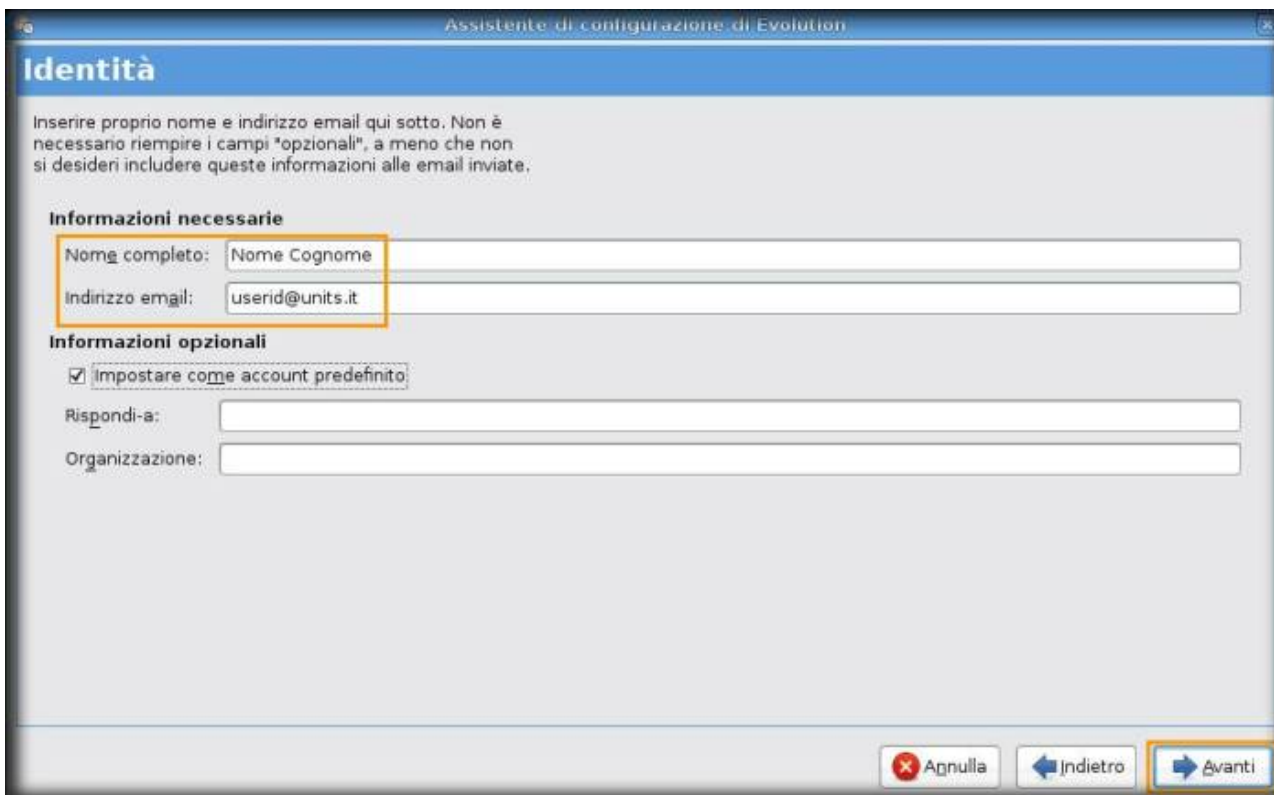 Assistente di configurazione di Evolution
Identità
Inserire proprio nome e indirizzo email qui sotto. Non è
necessario riempire i campi "opzionali", a meno che non
si desideri includere queste informazioni alle email inviate.
Informazioni necessarie
Nome completo: Nome Cognome
Indirizzo email: userid@units.it
Informazioni opzionali
Impostare come account predefinito
Rispondi-a:
Organizzazione:
Annulla Indietro Avanti